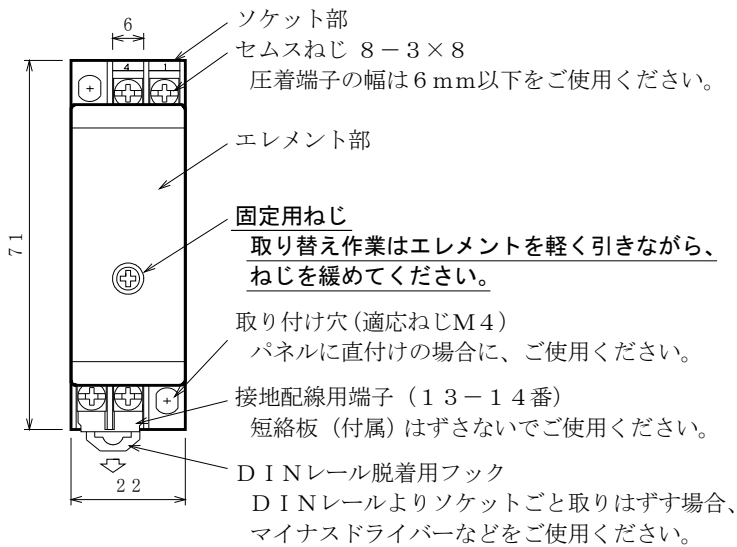 6
ソケット部
セムスねじ ８－３×８
圧着端子の幅は６mm以下をご使用ください。
4 1
エレメント部
71
固定用ねじ
取り替え作業はエレメントを軽く引きながら、
ねじを緩めてください。
取り付け穴(適応ねじＭ４)
パネルに直付けの場合に、ご使用ください。
接地配線用端子（１３－１４番）
短絡板（付属）はずさないでご使用ください。
ＤＩＮレール脱着用フック
ＤＩＮレールよりソケットごと取りはずす場合、
マイナスドライバーなどをご使用ください。
22